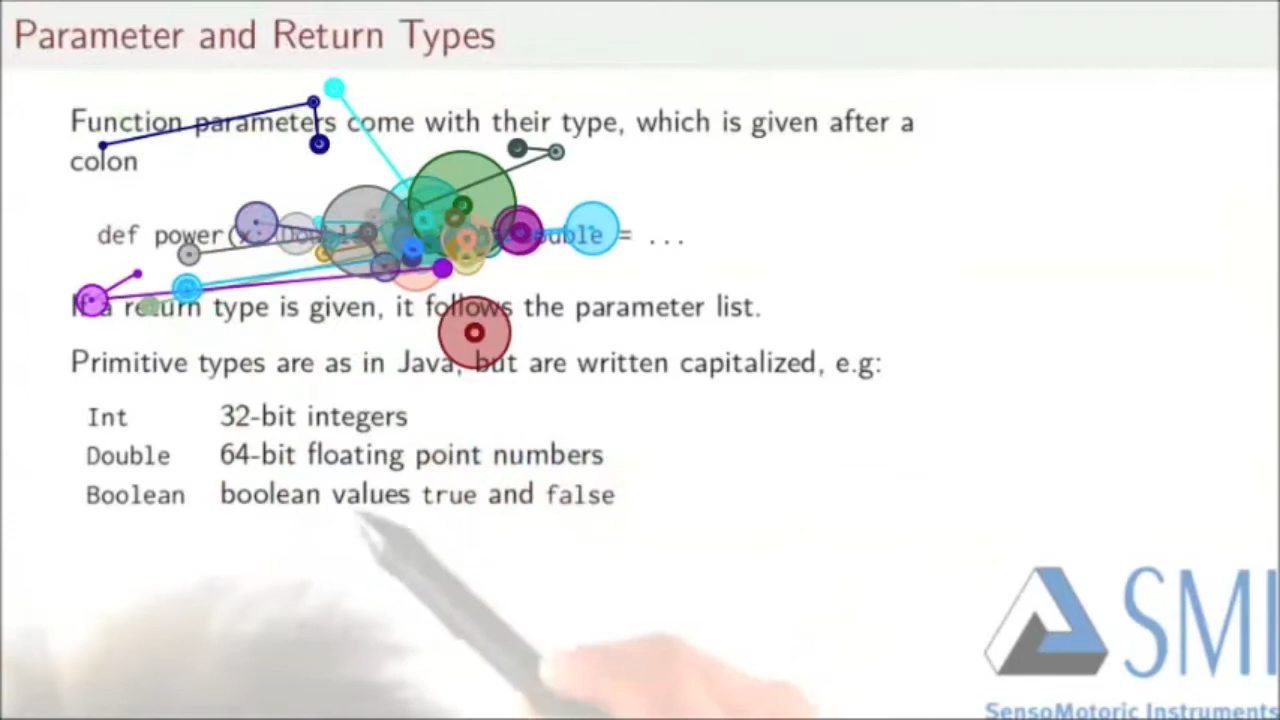 Parameter and Return Types
Function parameters come with their type, which is given after a
colon
def power(x: Double Double = ...
If a return type is given, it follows the parameter list.
Primitive types are as in Java, but are written capitalized, e.g:
Int 32-bit integers
Double 64-bit floating point numbers
Boolean boolean values true and false
SMI
SensoMotoric Instruments